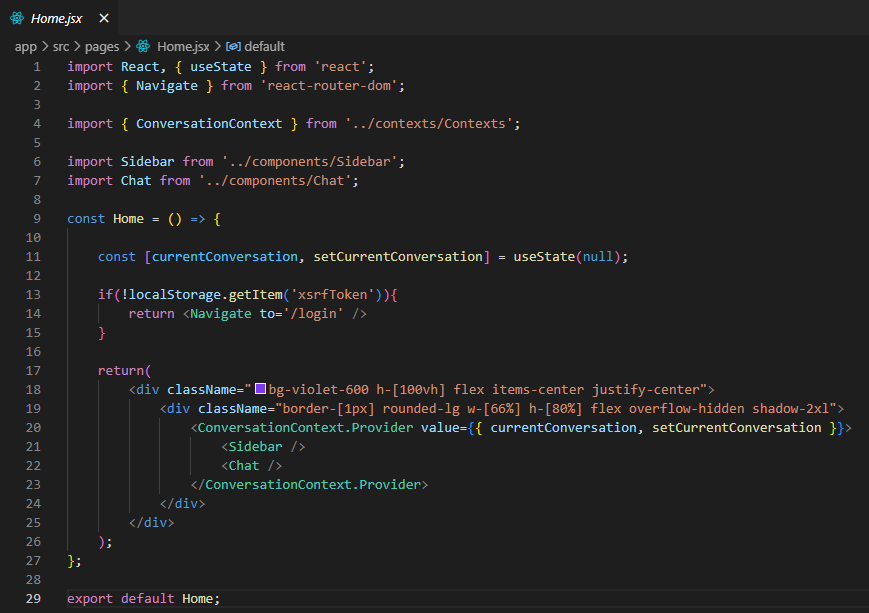 Home.jsx ×
app > src > pages > Home.jsx > default
1 import React, { useState } from 'react';
2 import { Navigate } from 'react-router-dom';
3
4 import { ConversationContext } from '../contexts/Contexts';
5
6 import Sidebar from '../components/Sidebar';
7 import Chat from '../components/Chat';
8
9 const Home = () => {
10
11     const [currentConversation, setCurrentConversation] = useState(null);
12
13     if(!localStorage.getItem('xsrfToken')){
14         return <Navigate to='/login' />
15     }
16
17     return(
18         <div className="bg-violet-600 h-[100vh] flex items-center justify-center">
19             <div className="border-[1px] rounded-lg w-[66%] h-[80%] flex overflow-hidden shadow-2xl">
20                 <ConversationContext.Provider value={{ currentConversation, setCurrentConversation }}>
21                     <Sidebar />
22                     <Chat />
23                 </ConversationContext.Provider>
24             </div>
25         </div>
26     );
27 };
28
29 export default Home;